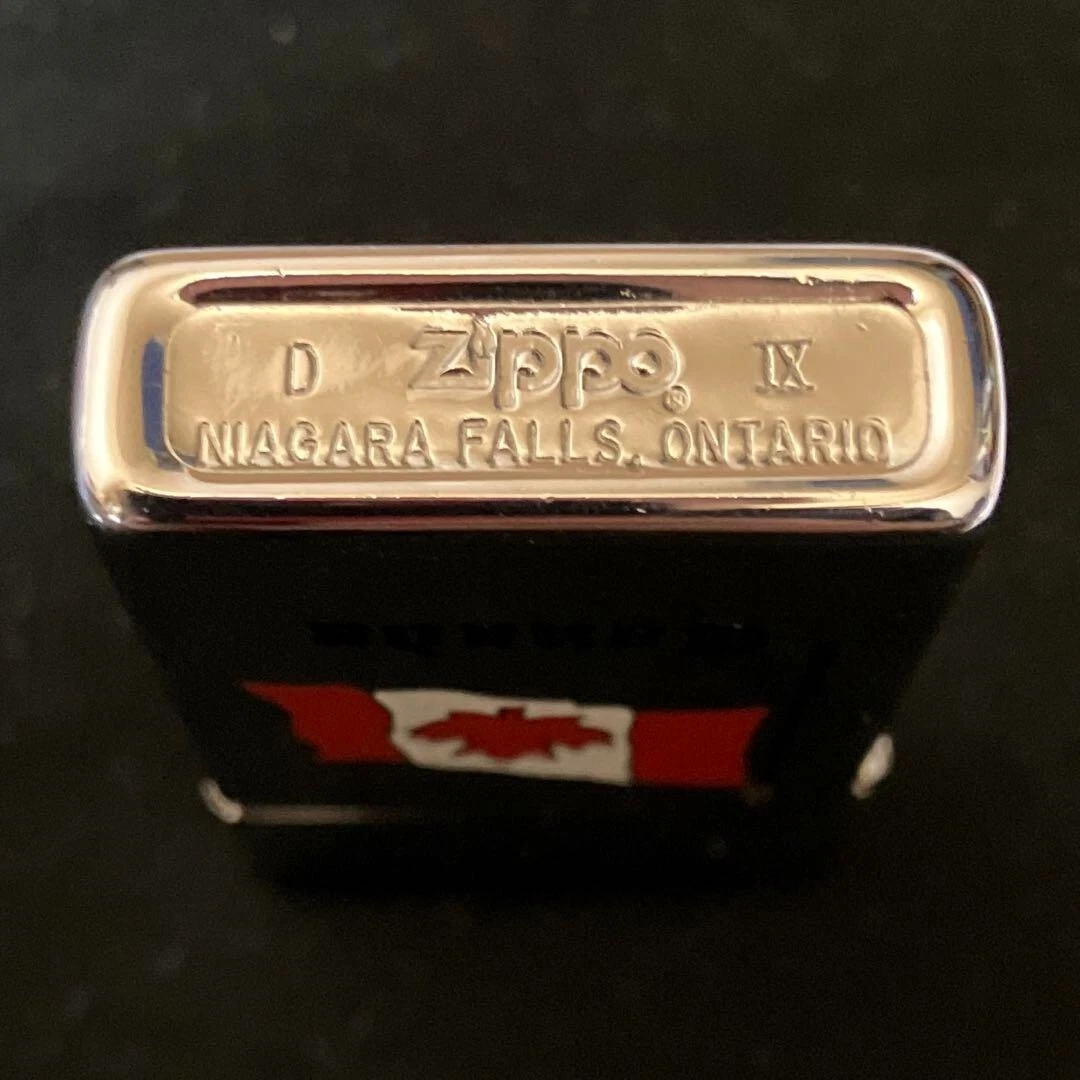 D Zippo ® IX
NIAGARA FALLS, ONTARIO